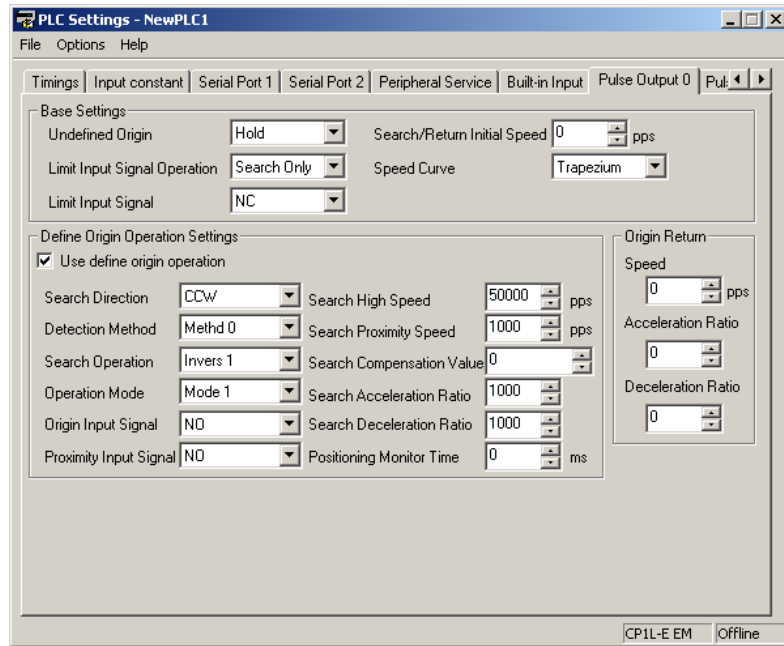 PLC Settings - NewPLC1
File Options Help
Timings Input constant Serial Port 1 Serial Port 2 Peripheral Service Built-in Input Pulse Output 0 Pul
Base Settings
Undefined Origin Hold Search/Return Initial Speed 0 pps
Limit Input Signal Operation Search Only Speed Curve Trapezium
Limit Input Signal NC
Define Origin Operation Settings Origin Return
Use define origin operation Speed
Search Direction CCW Search High Speed 50000 pps 0 pps
Detection Method Methd 0 Search Proximity Speed 1000 pps Acceleration Ratio
Search Operation Invers 1 Search Compensation Value 0 0
Operation Mode Mode 1 Search Acceleration Ratio 1000 Deceleration Ratio
Origin Input Signal NO Search Deceleration Ratio 1000 0
Proximity Input Signal NO Positioning Monitor Time 0 ms
CP1L-E EM Offline